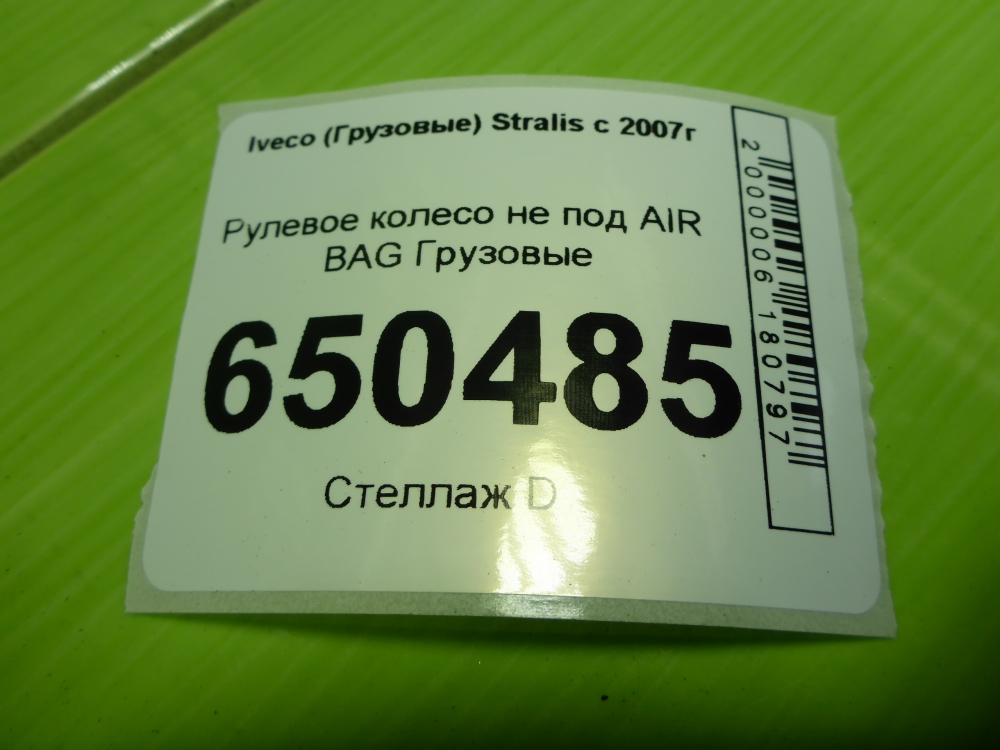 Iveco (Грузовые) Stralis с 2007г
Рулевое колесо не под AIR
BAG Грузовые
650485
Стеллаж D
2000006180797